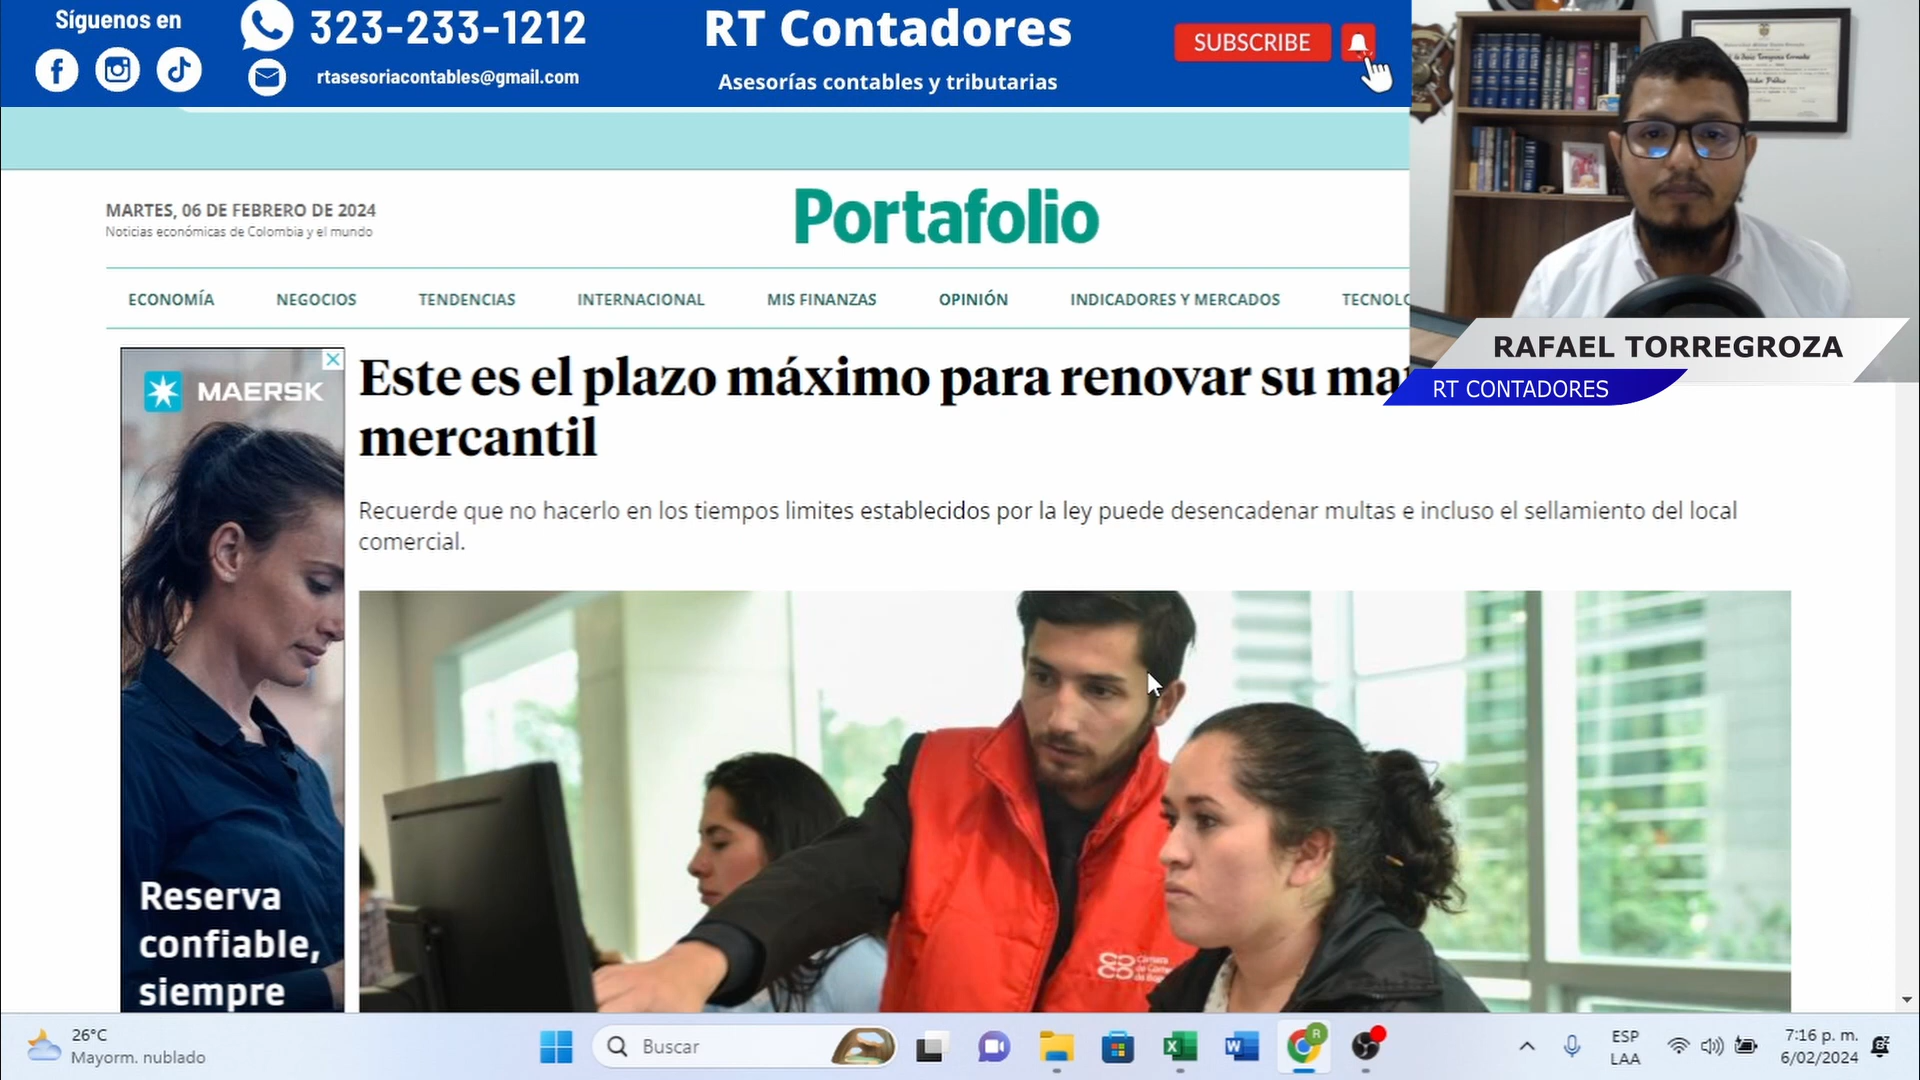 Síguenos en
323-233-1212
rtasesoriacontables@gmail.com
RT Contadores
Asesorías contables y tributarias
SUBSCRIBE
MARTES, 06 DE FEBRERO DE 2024
Noticias económicas de Colombia y el mundo
Portafolio
ECONOMÍA NEGOCIOS TENDENCIAS INTERNACIONAL MIS FINANZAS OPINIÓN INDICADORES Y MERCADOS TECNOLO
RAFAEL TORREGROZA
RT CONTADORES
MAERSK
Este es el plazo máximo para renovar su mat
mercantil
Recuerde que no hacerlo en los tiempos limites establecidos por la ley puede desencadenar multas e incluso el sellamiento del local
comercial.
Reserva
confiable,
siempre
Cámara
26°C
Mayorm. nublado
Buscar
R
ESP
LAA
7:16 p. m.
6/02/2024